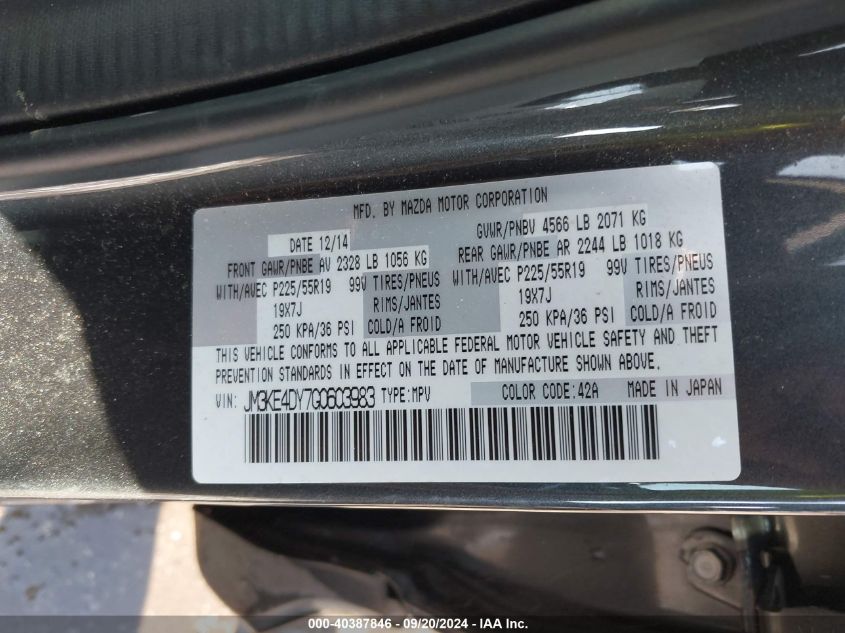 MFD. BY MAZDA MOTOR CORPORATION
DATE 12/14 GVWR/PNBV 4566 LB 2071 KG
FRONT GAWR/PNBE AV 2328 LB 1056 KG REAR GAWR/PNBE AR 2244 LB 1018 KG
WITH/AVEC P225/55R19 99V TIRES/PNEUS WITH/AVEC P225/55R19 99V TIRES/PNEUS
19X7J RIMS/JANTES 19X7J RIMS/JANTES
250 KPA/36 PSI COLD/A FROID 250 KPA/36 PSI COLD/A FROID
THIS VEHICLE CONFORMS TO ALL APPLICABLE FEDERAL MOTOR VEHICLE SAFETY AND THEFT
PREVENTION STANDARDS IN EFFECT ON THE DATE OF MANUFACTURE SHOWN ABOVE.
VIN: JM3KE4DY7G0603983 TYPE:MPV COLOR CODE:42A MADE IN JAPAN
000-40387846 - 09/20/2024 - IAA Inc.